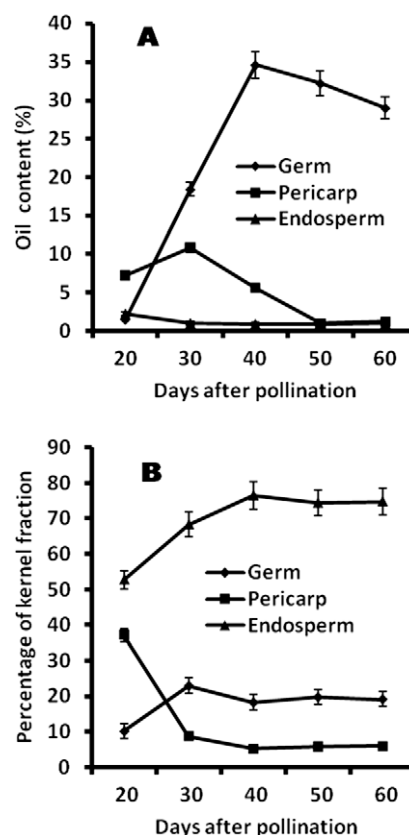 A
Oil content (%)
40
35
30
25
20
15
10
5
0
Germ
Pericarp
Endosperm
20 30 40 50 60
Days after pollination
B
Percentage of kernel fraction
90
80
70
60
50
40
30
20
10
0
Germ
Pericarp
Endosperm
20 30 40 50 60
Days after pollination